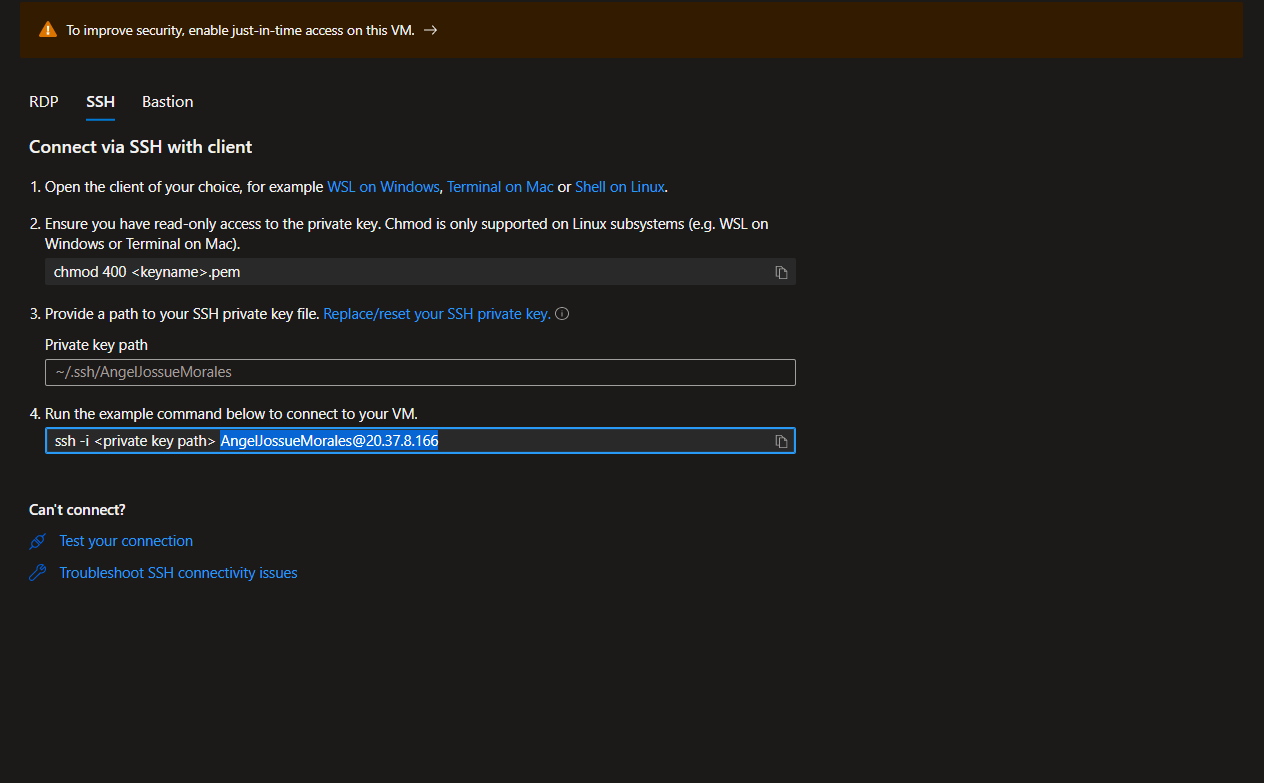 To improve security, enable just-in-time access on this VM. →
RDP SSH Bastion
Connect via SSH with client
1. Open the client of your choice, for example WSL on Windows, Terminal on Mac or Shell on Linux.
2. Ensure you have read-only access to the private key. Chmod is only supported on Linux subsystems (e.g. WSL on
Windows or Terminal on Mac).
chmod 400 <keyname>.pem
3. Provide a path to your SSH private key file. Replace/reset your SSH private key.
Private key path
~/.ssh/AngelJossueMorales
4. Run the example command below to connect to your VM.
ssh -i <private key path> AngelJossueMorales@20.37.8.166
Can't connect?
Test your connection
Troubleshoot SSH connectivity issues